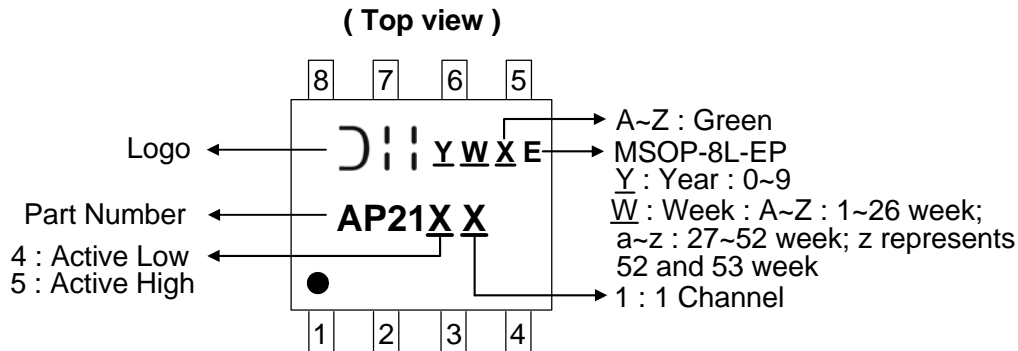 ( Top view )
8 7 6 5
Logo
Y W X E
A~Z : Green
MSOP-8L-EP
Y : Year : 0~9
W : Week : A~Z : 1~26 week;
a~z : 27~52 week; z represents
52 and 53 week
Part Number
AP21X X
4 : Active Low
5 : Active High
1 : 1 Channel
1 2 3 4